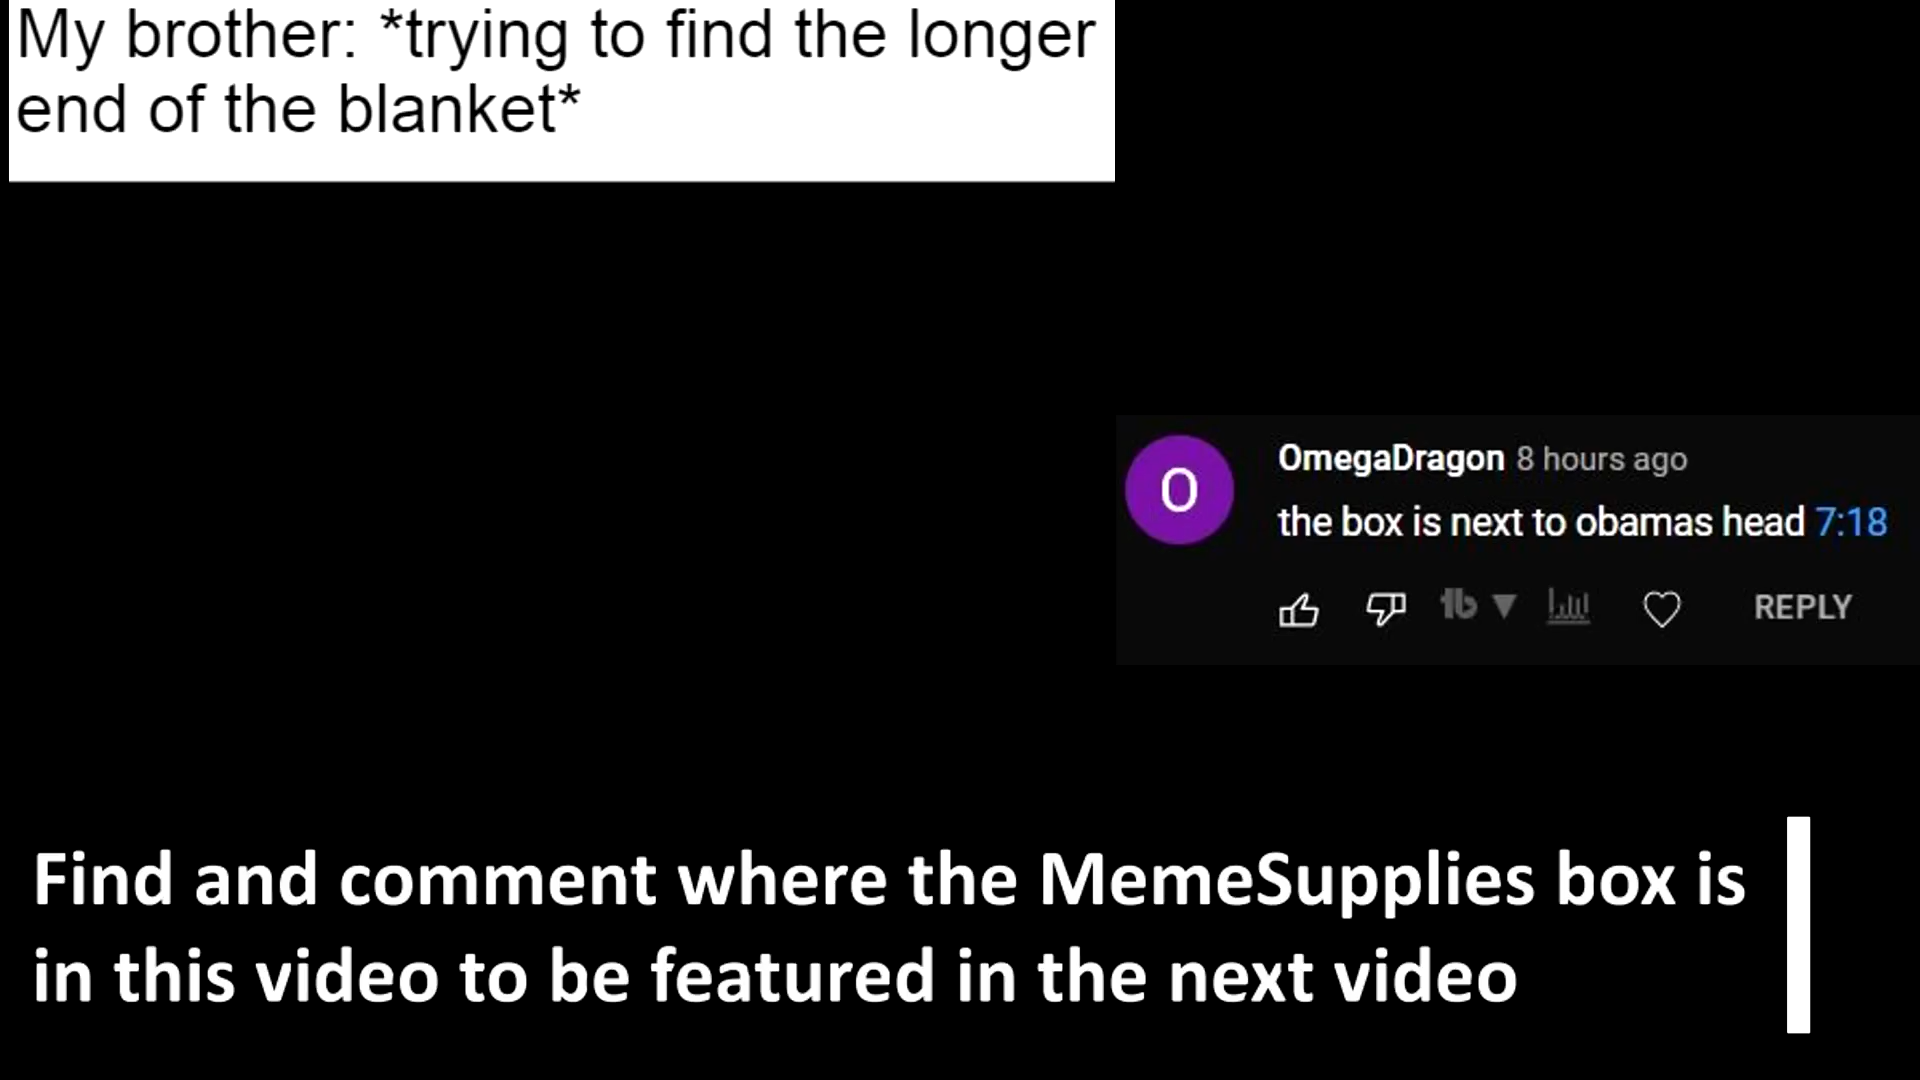 My brother: *trying to find the longer
end of the blanket*
O
OmegaDragon 8 hours ago
the box is next to obamas head 7:18
tb
REPLY
Find and comment where the MemeSupplies box is
in this video to be featured in the next video